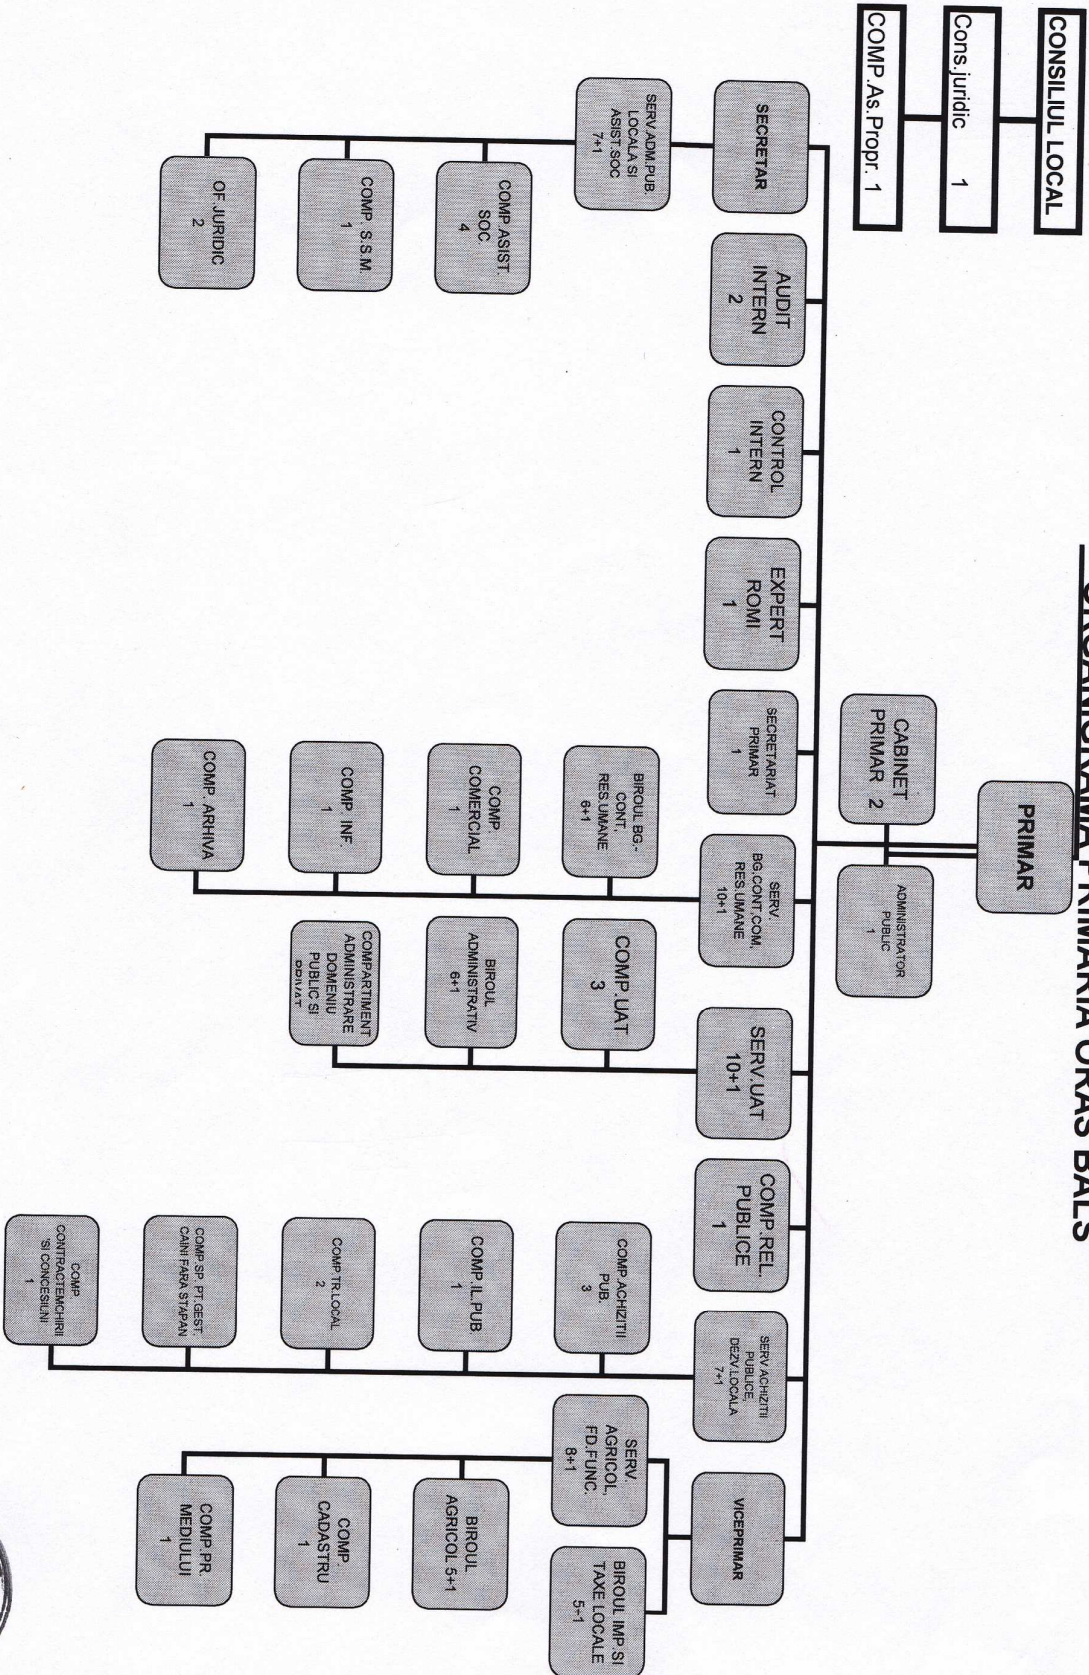 ORGANIGRAMA PRIMARIA ORAS BALS
CONSILIUL LOCAL
Cons.juridic 1
COMP.As.Propr. 1
PRIMAR
CABINET
PRIMAR 2
ADMINISTRATOR
PUBLIC
1
SECRETAR
AUDIT
INTERN
2
CONTROL
INTERN
1
EXPERT
ROMI
1
SECRETARIAT
PRIMAR
1
SERV.
BG.CONT.COM.
RES.UMANE
10+1
SERV.UAT
10+1
COMP.REL.
PUBLICE
1
SERV.ACHIZITII
PUBLICE,
DEZV.LOCALA
7+1
VICEPRIMAR
SERV.ADM.PUB.
LOCALA SI
ASIST.SOC
7+1
COMP.ASIST.
SOC.
4
COMP. S.S.M.
1
OF.JURIDIC
2
BIROUL BG.-
CONT.
RES.UMANE
6+1
COMP.
COMERCIAL
1
COMP. INF.
1
COMP. ARHIVA
1
COMP.UAT
3
BIROUL
ADMINISTRATIV
6+1
COMPARTIMENT
ADMINISTRARE
DOMENIU
PUBLIC SI
PRIVAT
COMP.ACHIZITII
PUB.
3
COMP.IL.PUB.
1
COMP.TR.LOCAL
2
COMP.SP. PT.GEST.
CAINI FARA STAPAN
COMP.
CONTRACTEMCHIRII
'SI CONCESIUNI
1
SERV.
AGRICOL,
FD.FUNC.
8+1
BIROUL IMP.SI
TAXE LOCALE
5+1
BIROUL
AGRICOL 5+1
COMP.
CADASTRU
1
COMP.PR.
MEDIULUI
1